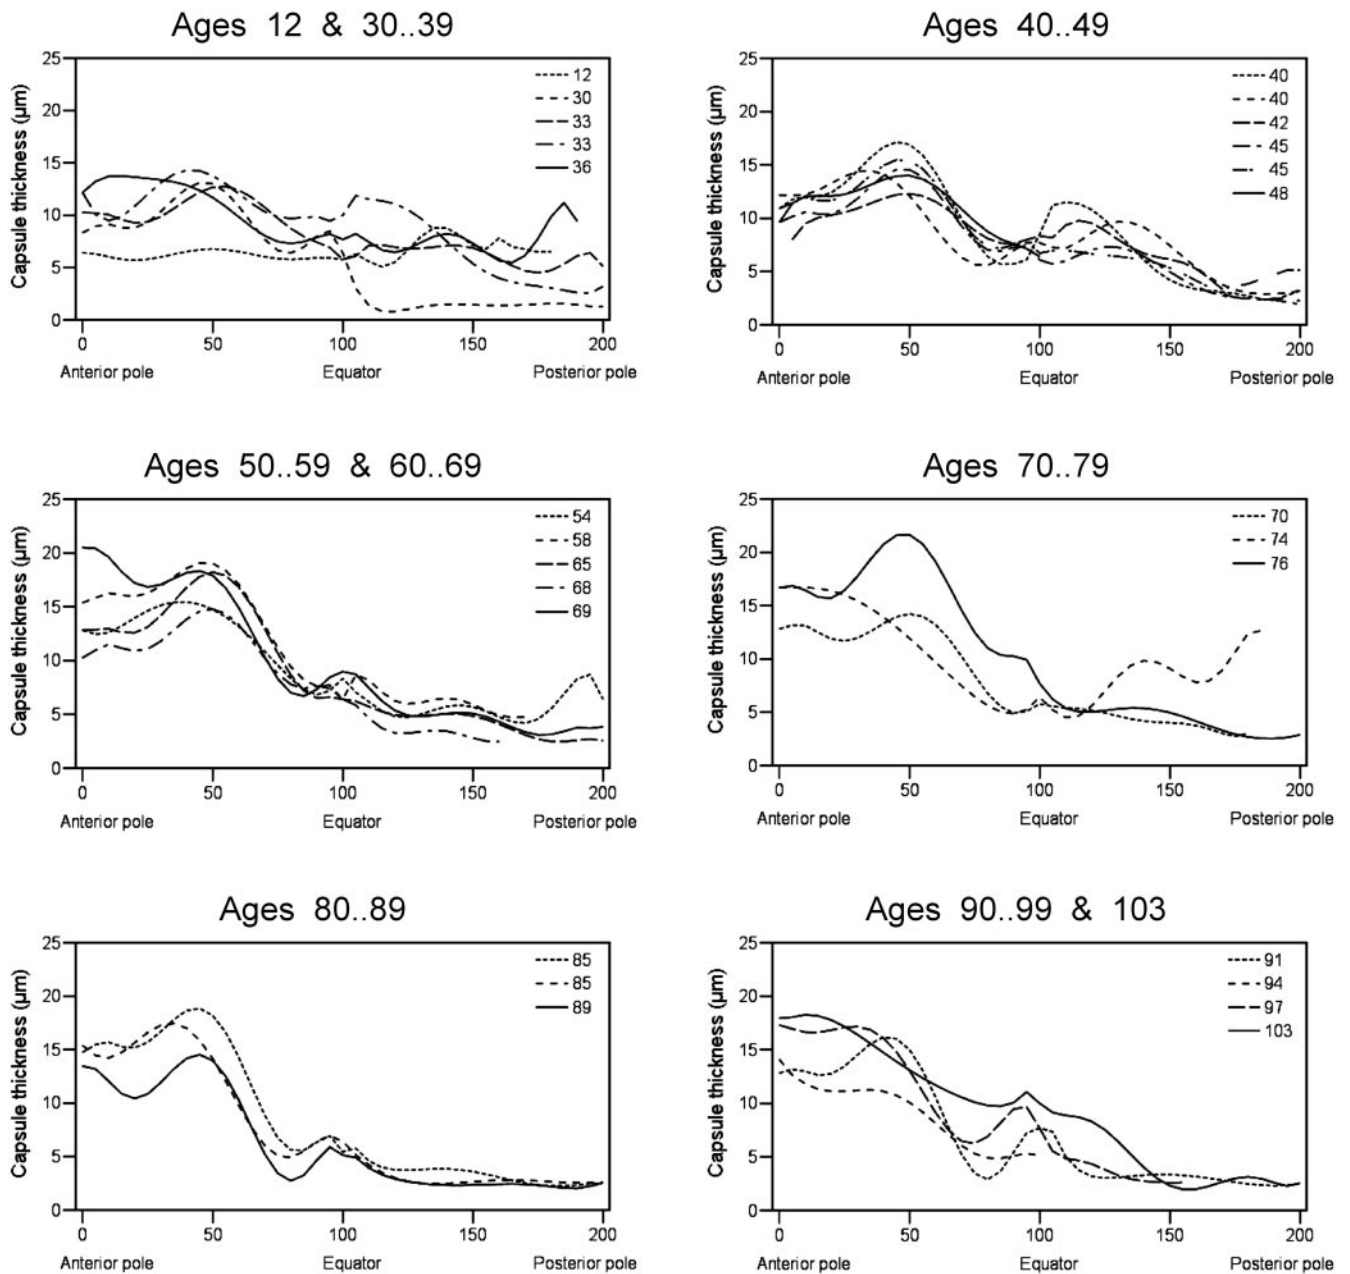 Ages 12 & 30..39
Capsule thickness (µm)
25
20
15
10
5
0
12
30
33
33
36
0 50 100 150 200
Anterior pole Equator Posterior pole
Ages 40..49
Capsule thickness (µm)
25
20
15
10
5
0
40
40
42
45
45
48
0 50 100 150 200
Anterior pole Equator Posterior pole
Ages 50..59 & 60..69
Capsule thickness (µm)
25
20
15
10
5
0
54
58
65
68
69
0 50 100 150 200
Anterior pole Equator Posterior pole
Ages 70..79
Capsule thickness (µm)
25
20
15
10
5
0
70
74
76
0 50 100 150 200
Anterior pole Equator Posterior pole
Ages 80..89
Capsule thickness (µm)
25
20
15
10
5
0
85
85
89
0 50 100 150 200
Anterior pole Equator Posterior pole
Ages 90..99 & 103
Capsule thickness (µm)
25
20
15
10
5
0
91
94
97
103
0 50 100 150 200
Anterior pole Equator Posterior pole